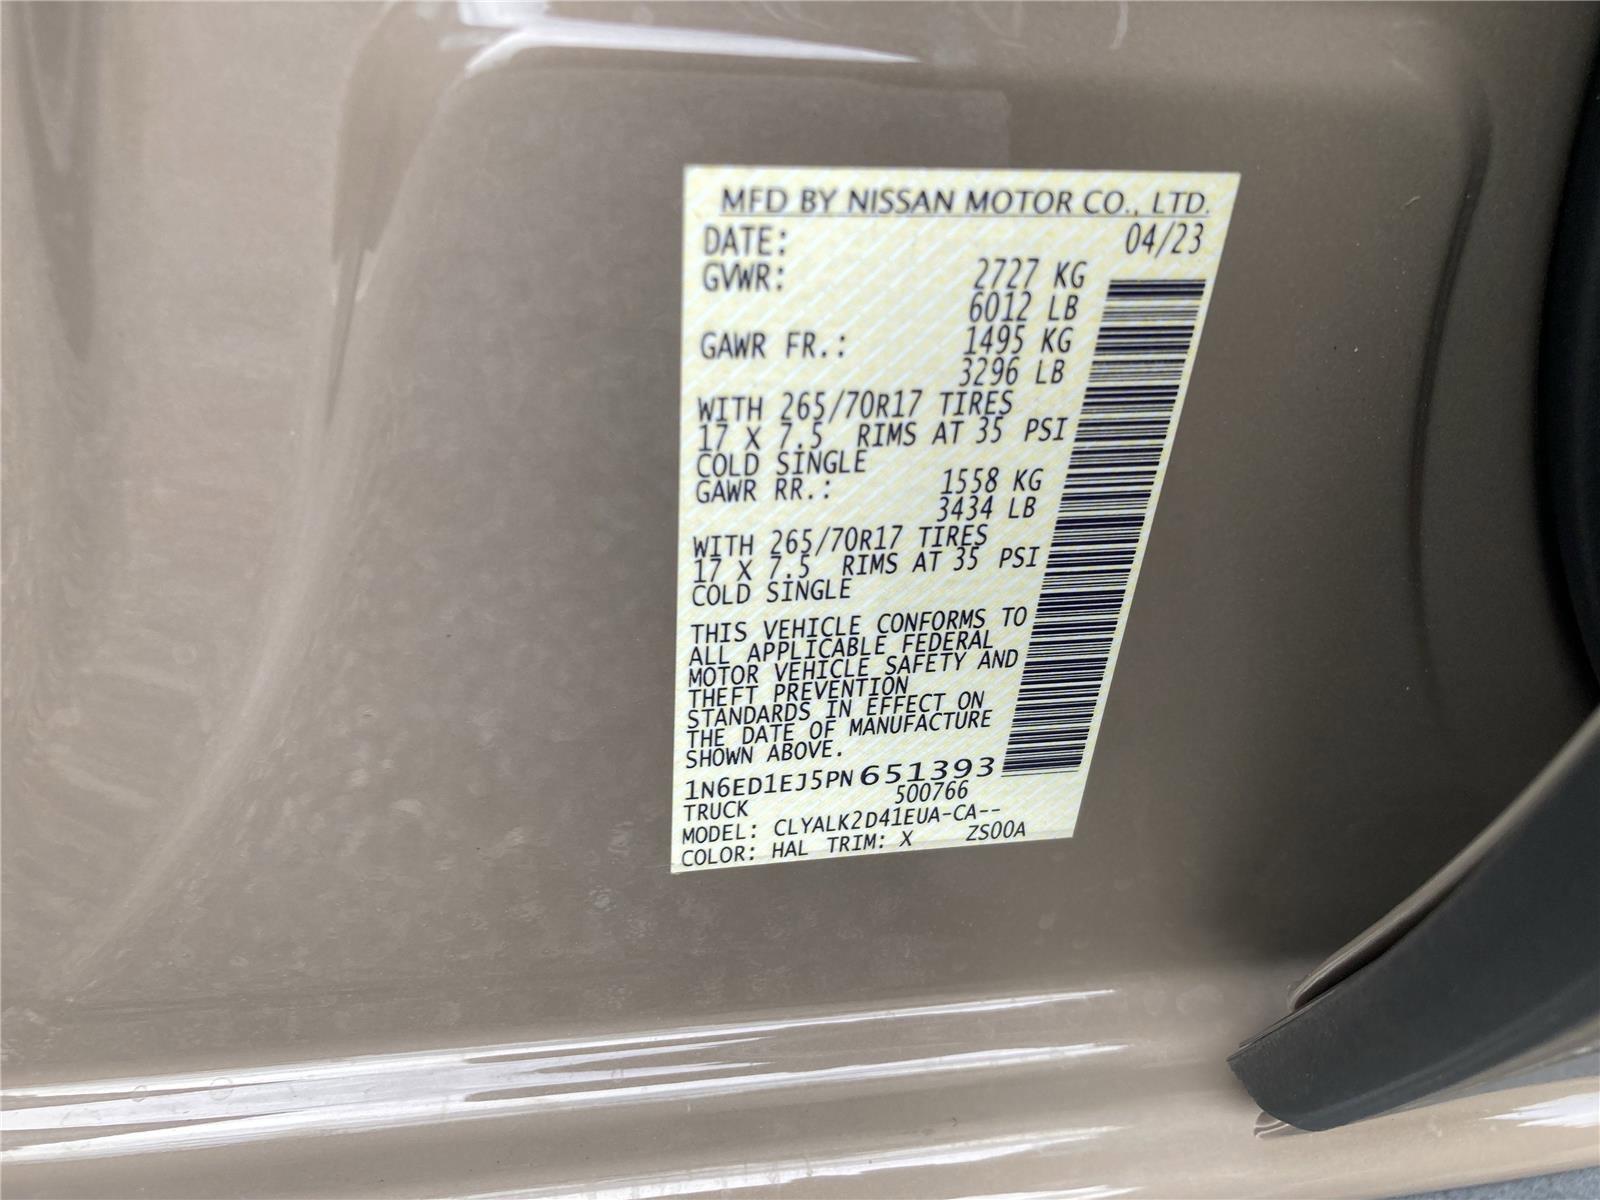 MFD BY NISSAN MOTOR CO., LTD.
DATE: 04/23
GVWR: 2727 KG
6012 LB
GAWR FR.: 1495 KG
3296 LB
WITH 265/70R17 TIRES
17 X 7.5 RIMS AT 35 PSI
COLD SINGLE
GAWR RR.: 1558 KG
3434 LB
WITH 265/70R17 TIRES
17 X 7.5 RIMS AT 35 PSI
COLD SINGLE
THIS VEHICLE CONFORMS TO
ALL APPLICABLE FEDERAL
MOTOR VEHICLE SAFETY AND
THEFT PREVENTION
STANDARDS IN EFFECT ON
THE DATE OF MANUFACTURE
SHOWN ABOVE.
1N6ED1EJ5PN651393
TRUCK 500766
MODEL: CLYALK2D41EUA-CA--
COLOR: HAL TRIM: X ZS00A